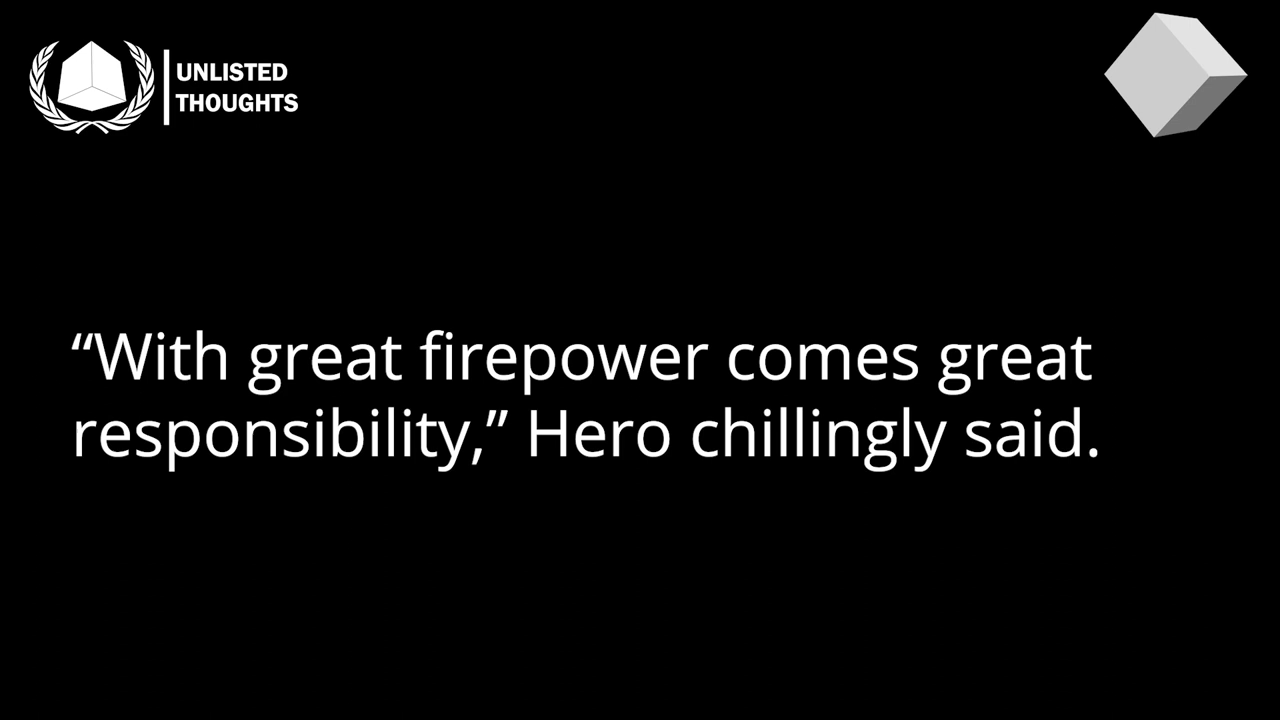 UNLISTED
THOUGHTS
“With great firepower comes great
responsibility,” Hero chillingly said.